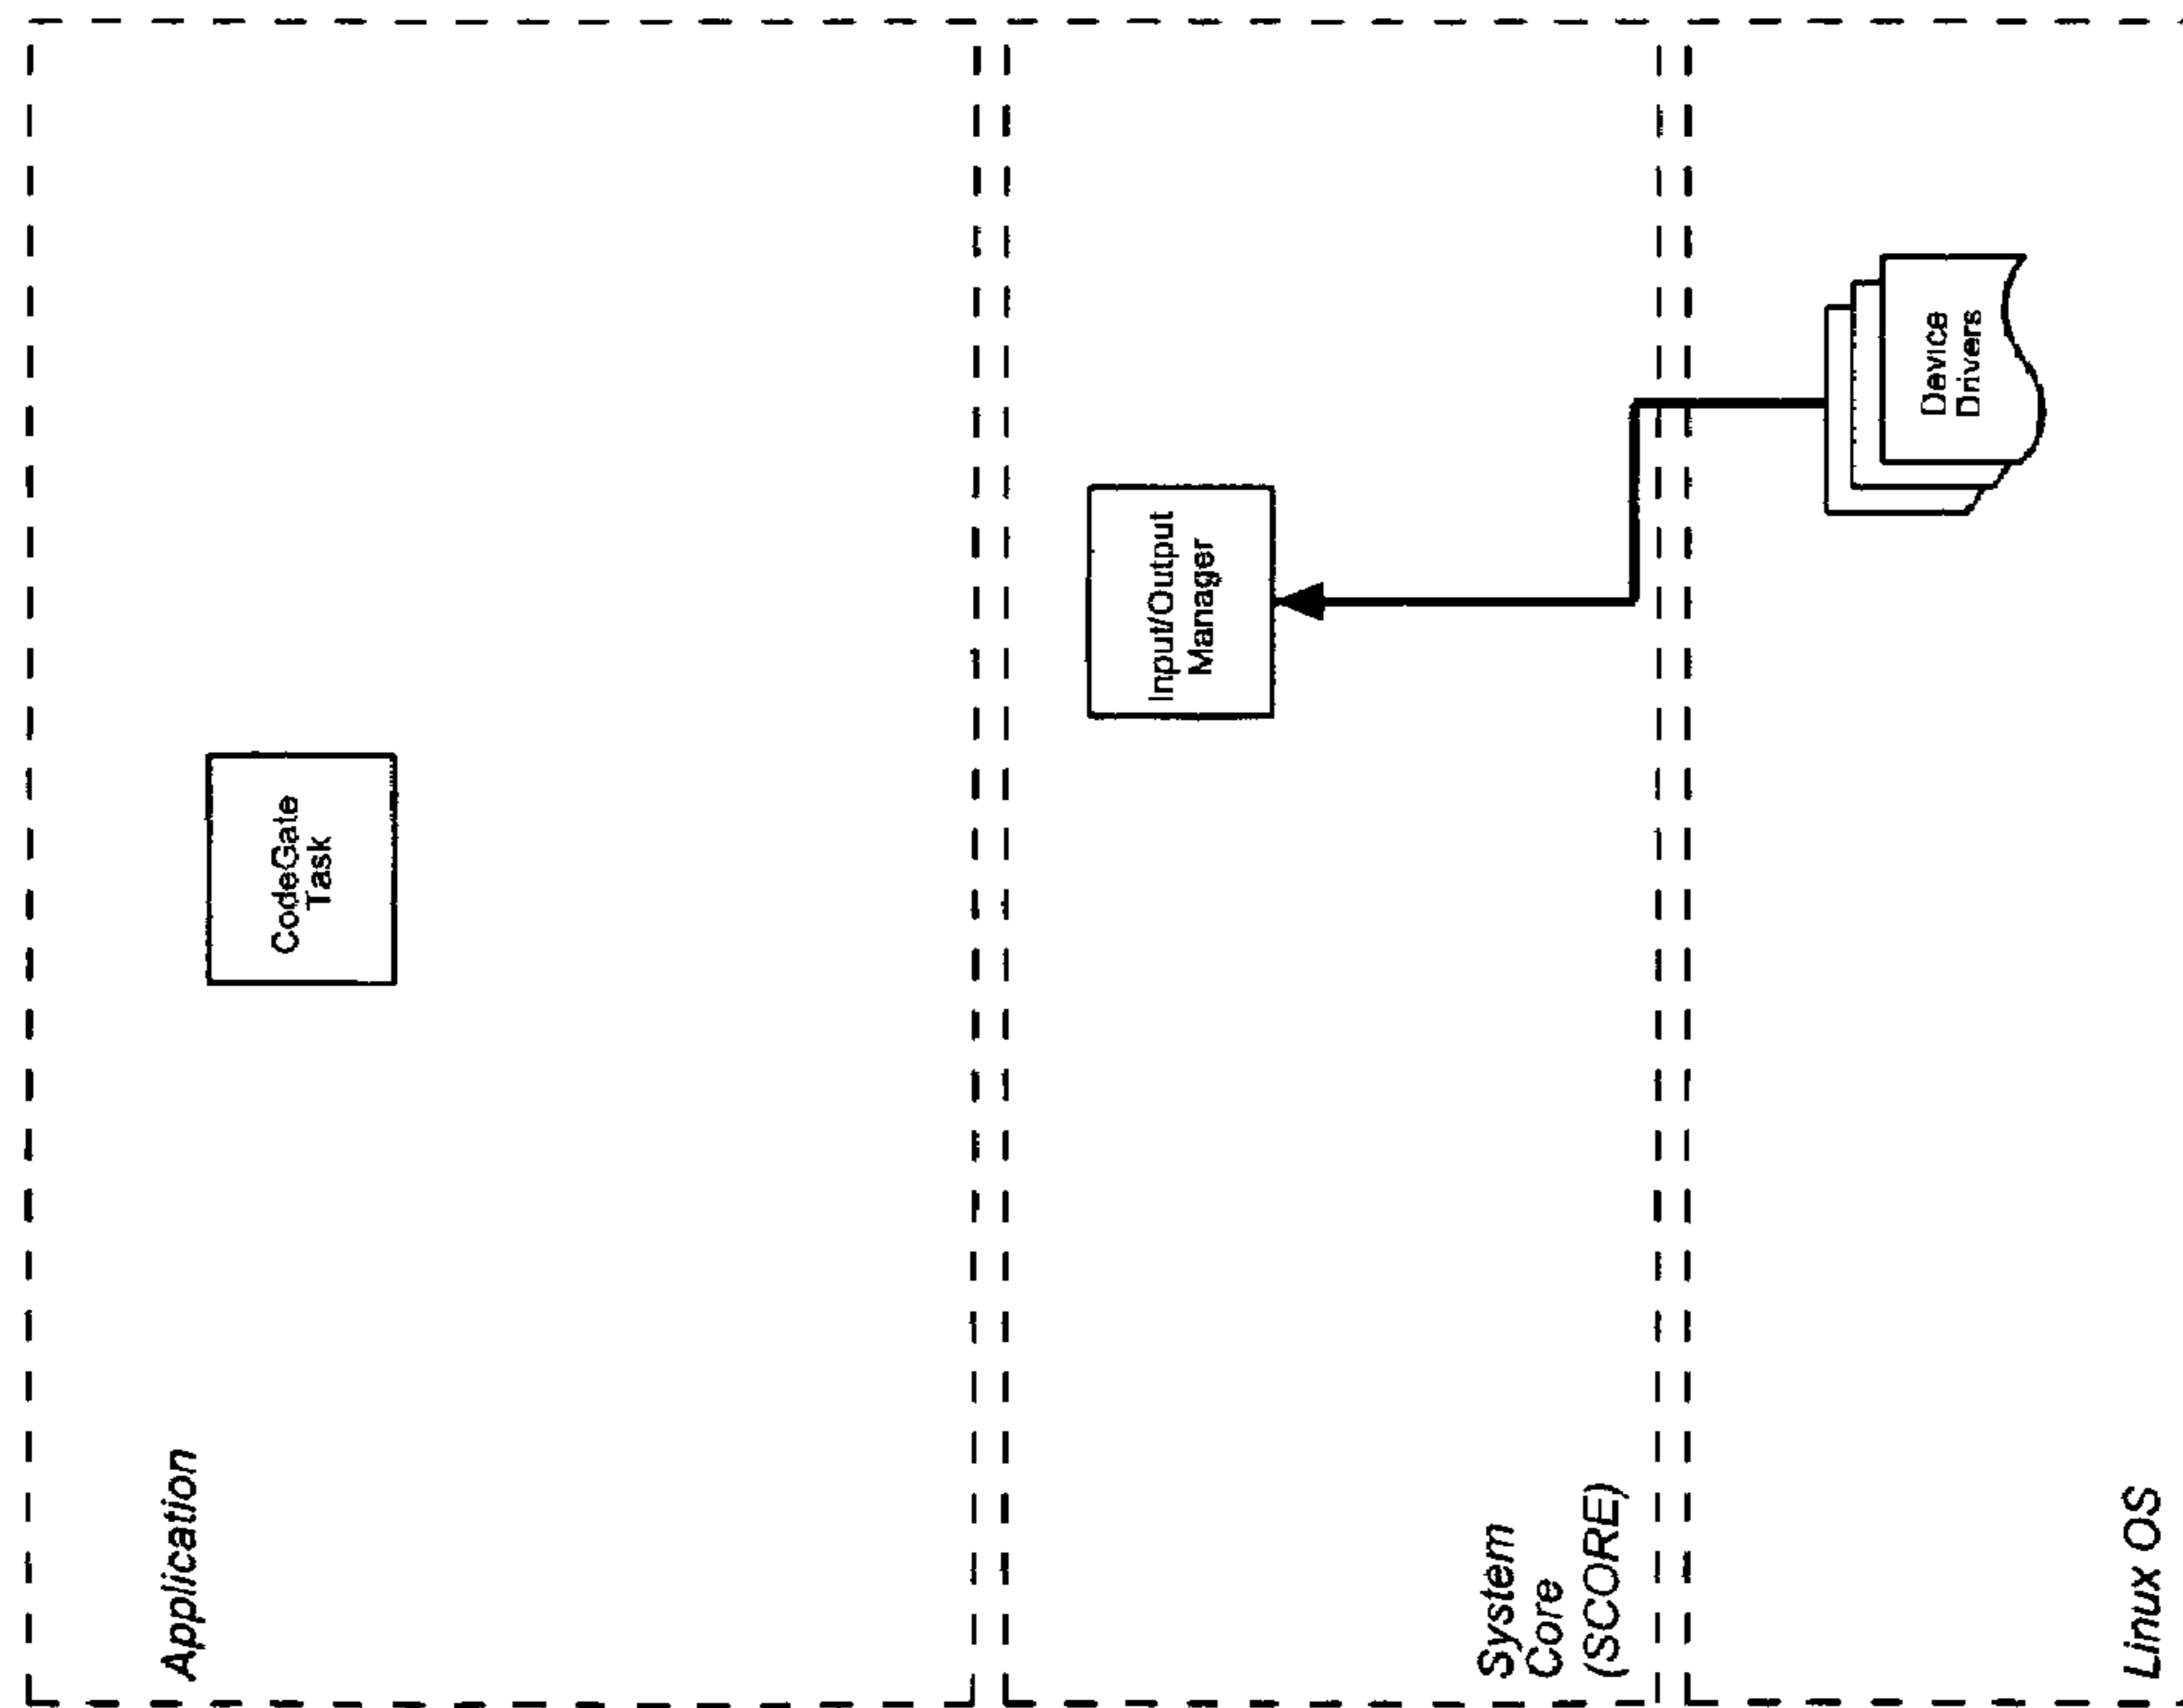 Application
CodeGate
Task
System
Core
(SCORE)
Input/Output
Manager
Linux OS
Device
Drivers